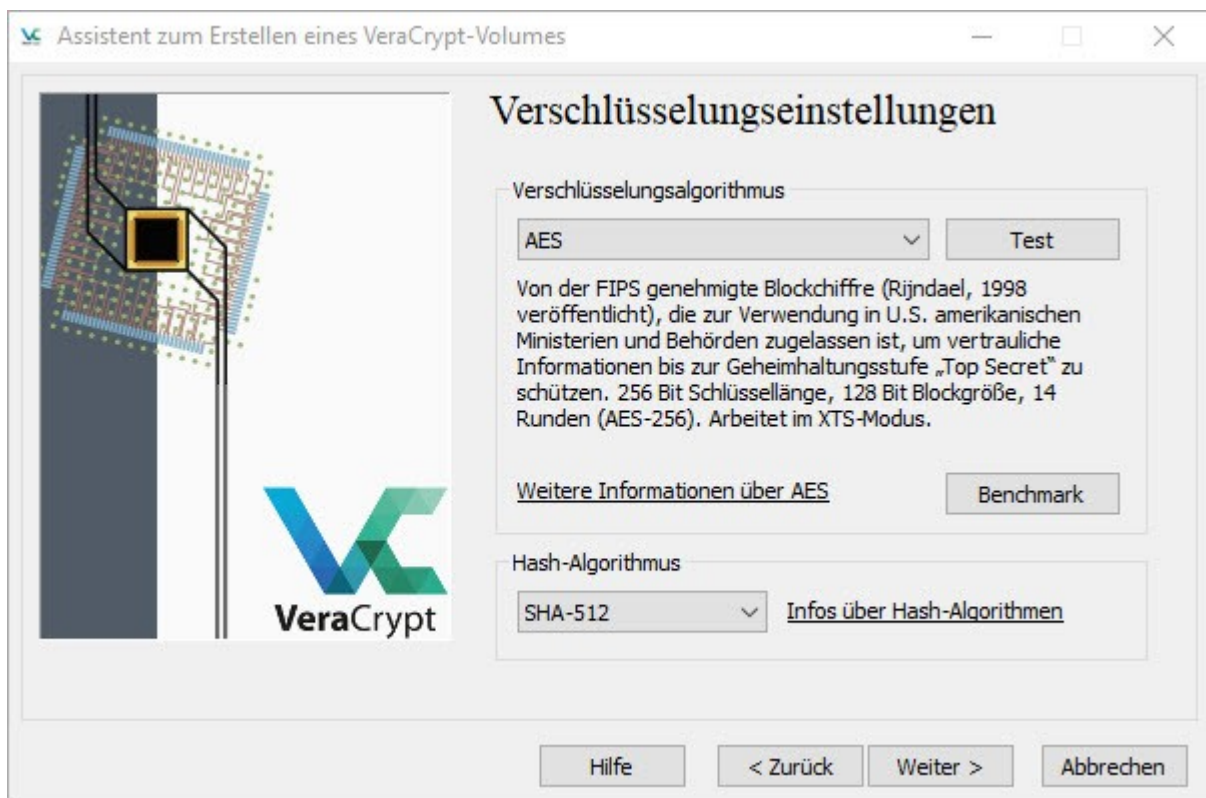 Assistent zum Erstellen eines VeraCrypt-Volumes
Verschlüsselungseinstellungen
Verschlüsselungsalgorithmus
AES
Test
Von der FIPS genehmigte Blockchiffre (Rijndael, 1998
veröffentlicht), die zur Verwendung in U.S. amerikanischen
Ministerien und Behörden zugelassen ist, um vertrauliche
Informationen bis zur Geheimhaltungsstufe „Top Secret“ zu
schützen. 256 Bit Schlüssellänge, 128 Bit Blockgröße, 14
Runden (AES-256). Arbeitet im XTS-Modus.
Weitere Informationen über AES
Benchmark
Hash-Algorithmus
SHA-512
Infos über Hash-Algorithmen
VeraCrypt
Hilfe
< Zurück
Weiter >
Abbrechen